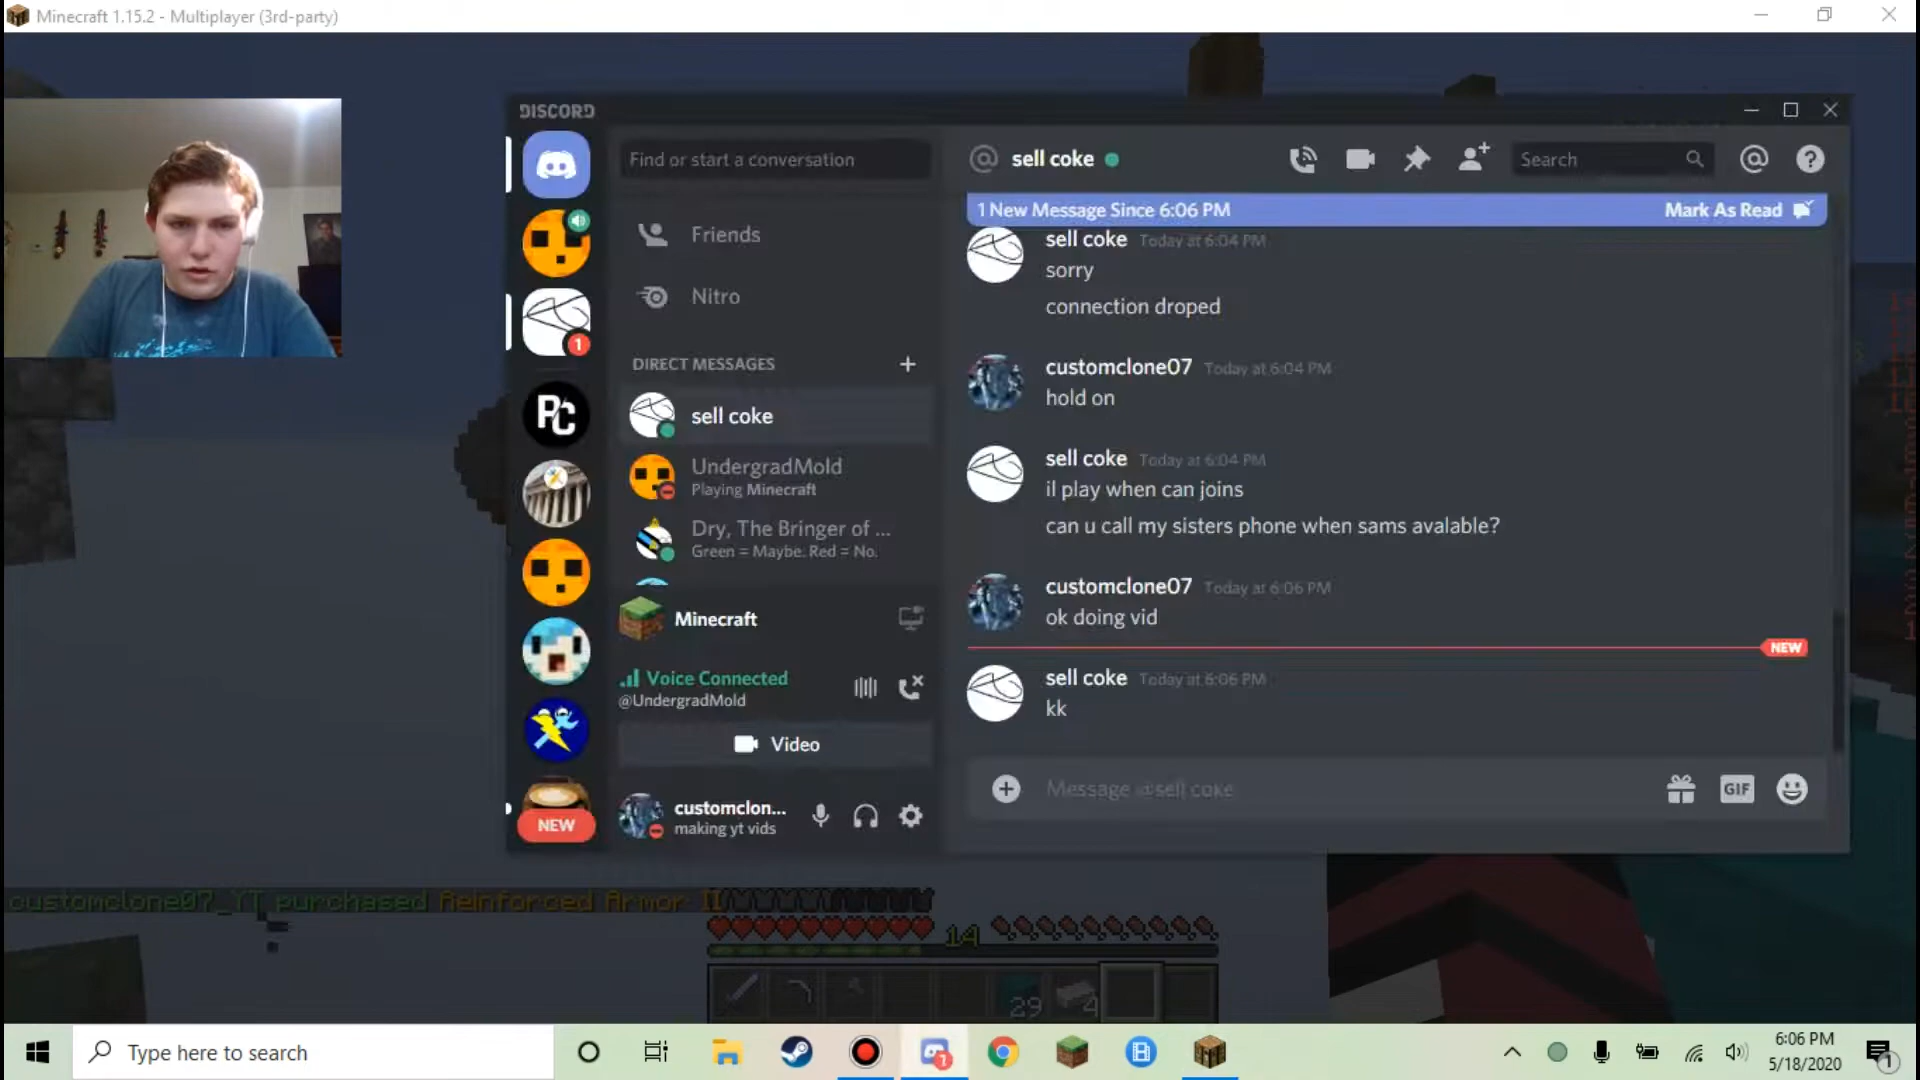 Minecraft 1.15.2 - Multiplayer (3rd-party)
DISCORD
Find or start a conversation
Friends
Nitro
DIRECT MESSAGES
sell coke
UndergradMold
Playing Minecraft
Dry, The Bringer of ...
Green = Maybe. Red = No.
Minecraft
Voice Connected
@UndergradMold
Video
customclon...
making yt vids
1
PC
NEW
@ sell coke
Search
1 New Message Since 6:06 PM
Mark As Read
sell coke Today at 6:04 PM
sorry
connection droped
customclone07 Today at 6:04 PM
hold on
sell coke Today at 6:04 PM
il play when can joins
can u call my sisters phone when sams avalable?
customclone07 Today at 6:06 PM
ok doing vid
NEW
sell coke Today at 6:06 PM
kk
Message @sell coke
GIF
customclone07_YT purchased Reinforced Armor II
14
29
4
Type here to search
6:06 PM
5/18/2020
1